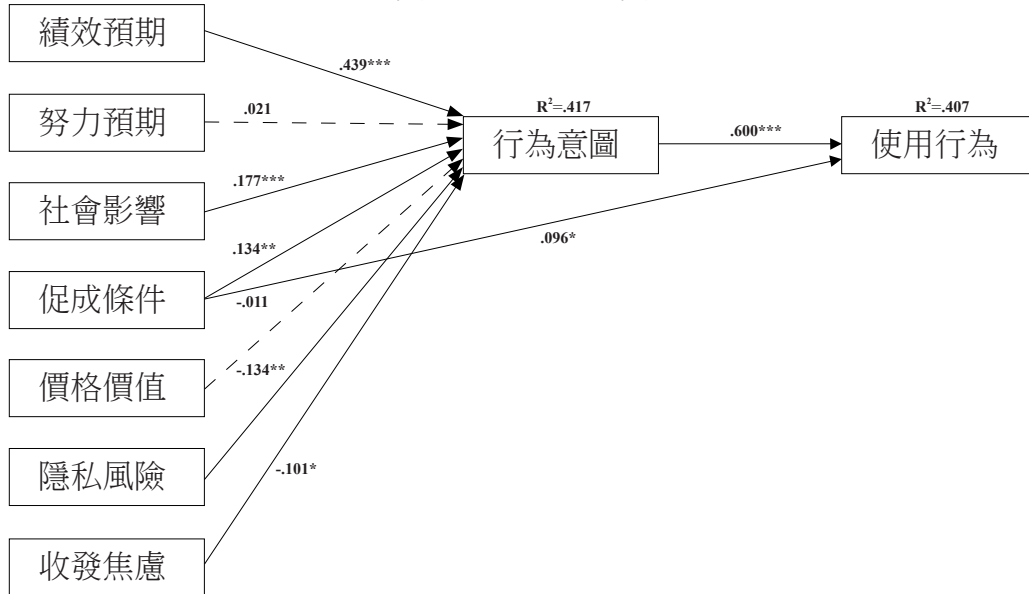 績效預期
.439***
努力預期
.021
R²=.417
行為意圖
.600***
R²=.407
使用行為
社會影響
.177***
促成條件
.134**
.096*
-.011
價格價值
-.134**
隱私風險
-.101*
收發焦慮